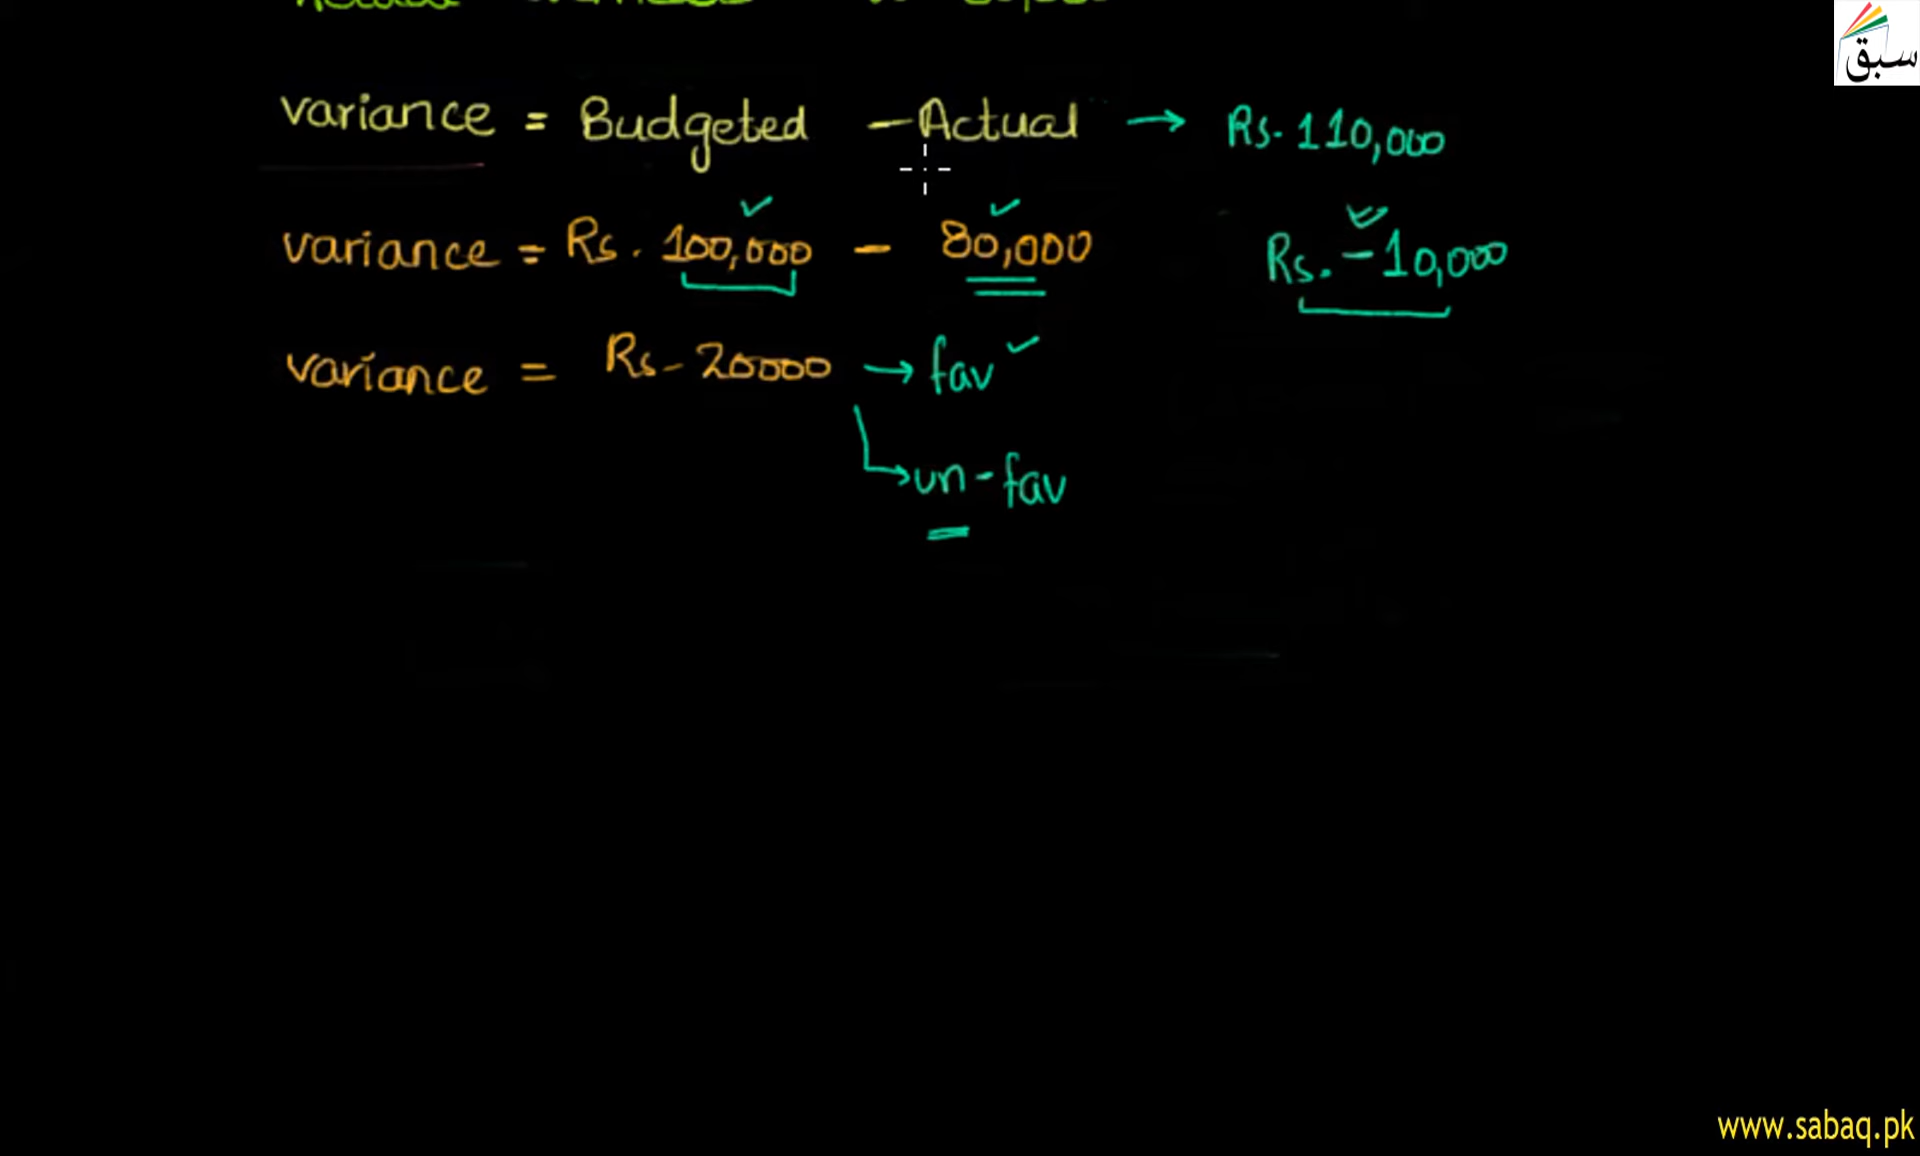 سبق
variance = Budgeted - Actual → Rs. 110,000
variance = Rs. 100,000 - 80,000 Rs. -10,000
variance = Rs - 20000 → fav
un-fav
www.sabaq.pk